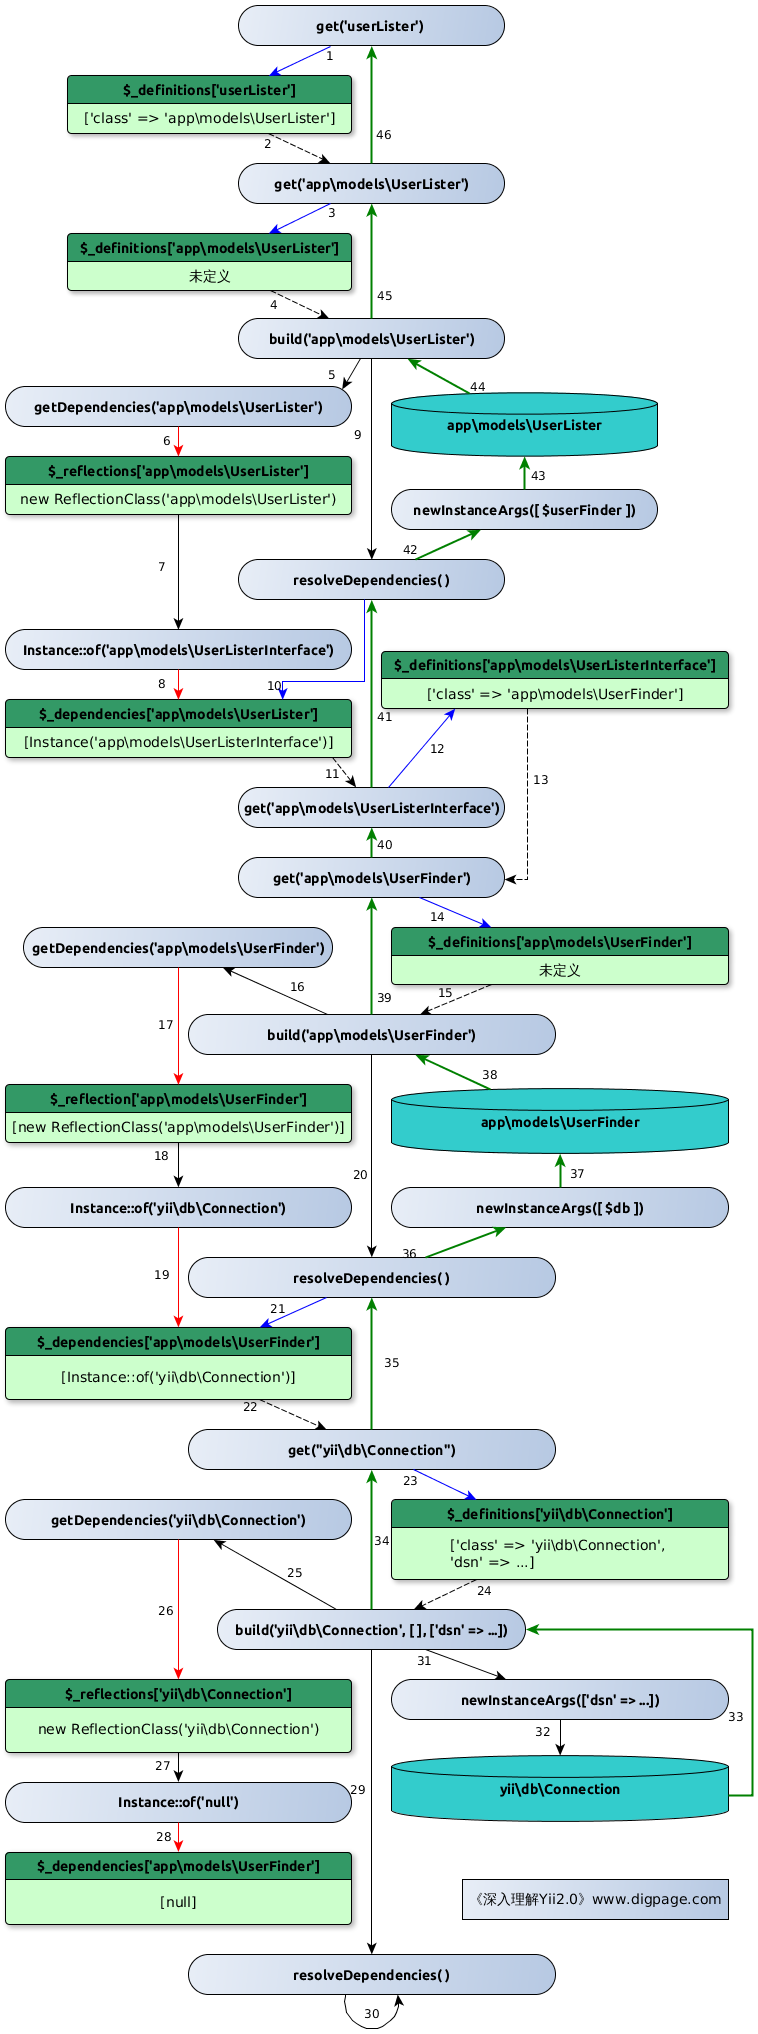 get('userLister')
1
$_definitions['userLister']
['class' => 'app\models\UserLister']
2
46
get('app\models\UserLister')
3
$_definitions['app\models\UserLister']
未定义
4
45
build('app\models\UserLister')
5
44
getDependencies('app\models\UserLister')
9
app\models\UserLister
6
$_reflections['app\models\UserLister']
new ReflectionClass('app\models\UserLister')
43
newInstanceArgs([ $userFinder ])
42
7
resolveDependencies( )
Instance::of('app\models\UserListerInterface')
8
10
$_definitions['app\models\UserListerInterface']
['class' => 'app\models\UserFinder']
$_dependencies['app\models\UserLister']
[Instance('app\models\UserListerInterface')]
41
12
11
13
get('app\models\UserListerInterface')
40
get('app\models\UserFinder')
14
getDependencies('app\models\UserFinder')
$_definitions['app\models\UserFinder']
未定义
16
15
39
17
build('app\models\UserFinder')
38
$_reflection['app\models\UserFinder']
[new ReflectionClass('app\models\UserFinder')]
app\models\UserFinder
18
20
37
Instance::of('yii\db\Connection')
newInstanceArgs([ $db ])
36
19
resolveDependencies( )
21
$_dependencies['app\models\UserFinder']
[Instance::of('yii\db\Connection')]
35
22
get("yii\db\Connection")
23
getDependencies('yii\db\Connection')
$_definitions['yii\db\Connection']
['class' => 'yii\db\Connection',
'dsn' => ...]
34
25
24
26
build('yii\db\Connection', [ ], ['dsn' => ...])
31
$_reflections['yii\db\Connection']
new ReflectionClass('yii\db\Connection')
newInstanceArgs(['dsn' => ...])
33
32
27
29
yii\db\Connection
Instance::of('null')
28
$_dependencies['app\models\UserFinder']
[null]
《深入理解Yii2.0》www.digpage.com
resolveDependencies( )
30